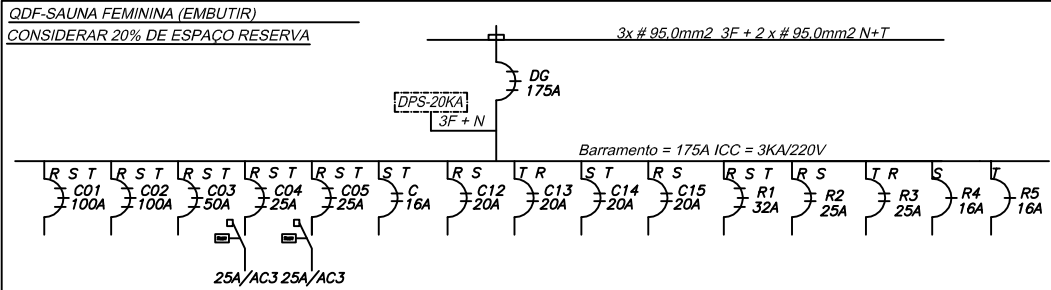 QDF-SAUNA FEMININA (EMBUTIR)
CONSIDERAR 20% DE ESPAÇO RESERVA
3x # 95,0mm2 3F + 2 x # 95,0mm2 N+T
DG
175A
DPS-20KA
3F + N
Barramento = 175A ICC = 3KA/220V
R S T R S T R S T R S T R S T S T R S T R S T R S R S T R S T R S T
C01 C02 C03 C04 C05 C C12 C13 C14 C15 R1 R2 R3 R4 R5
100A 100A 50A 25A 25A 16A 20A 20A 20A 20A 32A 25A 25A 16A 16A
25A/AC3 25A/AC3